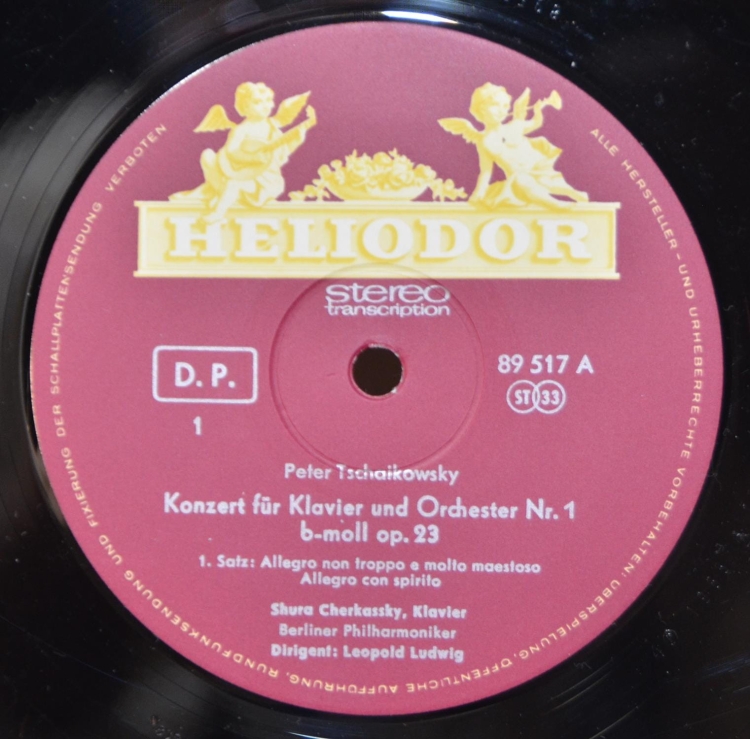 HELIODOR
stereo
transcription
D. P.
1
89 517 A
ST 33
Peter Tschaikowsky
Konzert für Klavier und Orchester Nr. 1
b-moll op. 23
1. Satz: Allegro non troppo e molto maestoso
Allegro con spirito
Shura Cherkassky, Klavier
Berliner Philharmoniker
Dirigent: Leopold Ludwig
ALLE HERSTELLER- UND URHEBERRECHTE VORBEHALTEN: ÜBERSPIELUNG, ÖFFENTLICHE AUFFÜHRUNG, RUNDFUNKSENDUNG UND FIXIERUNG DER SCHALLPLATTENSENDUNG VERBOTEN